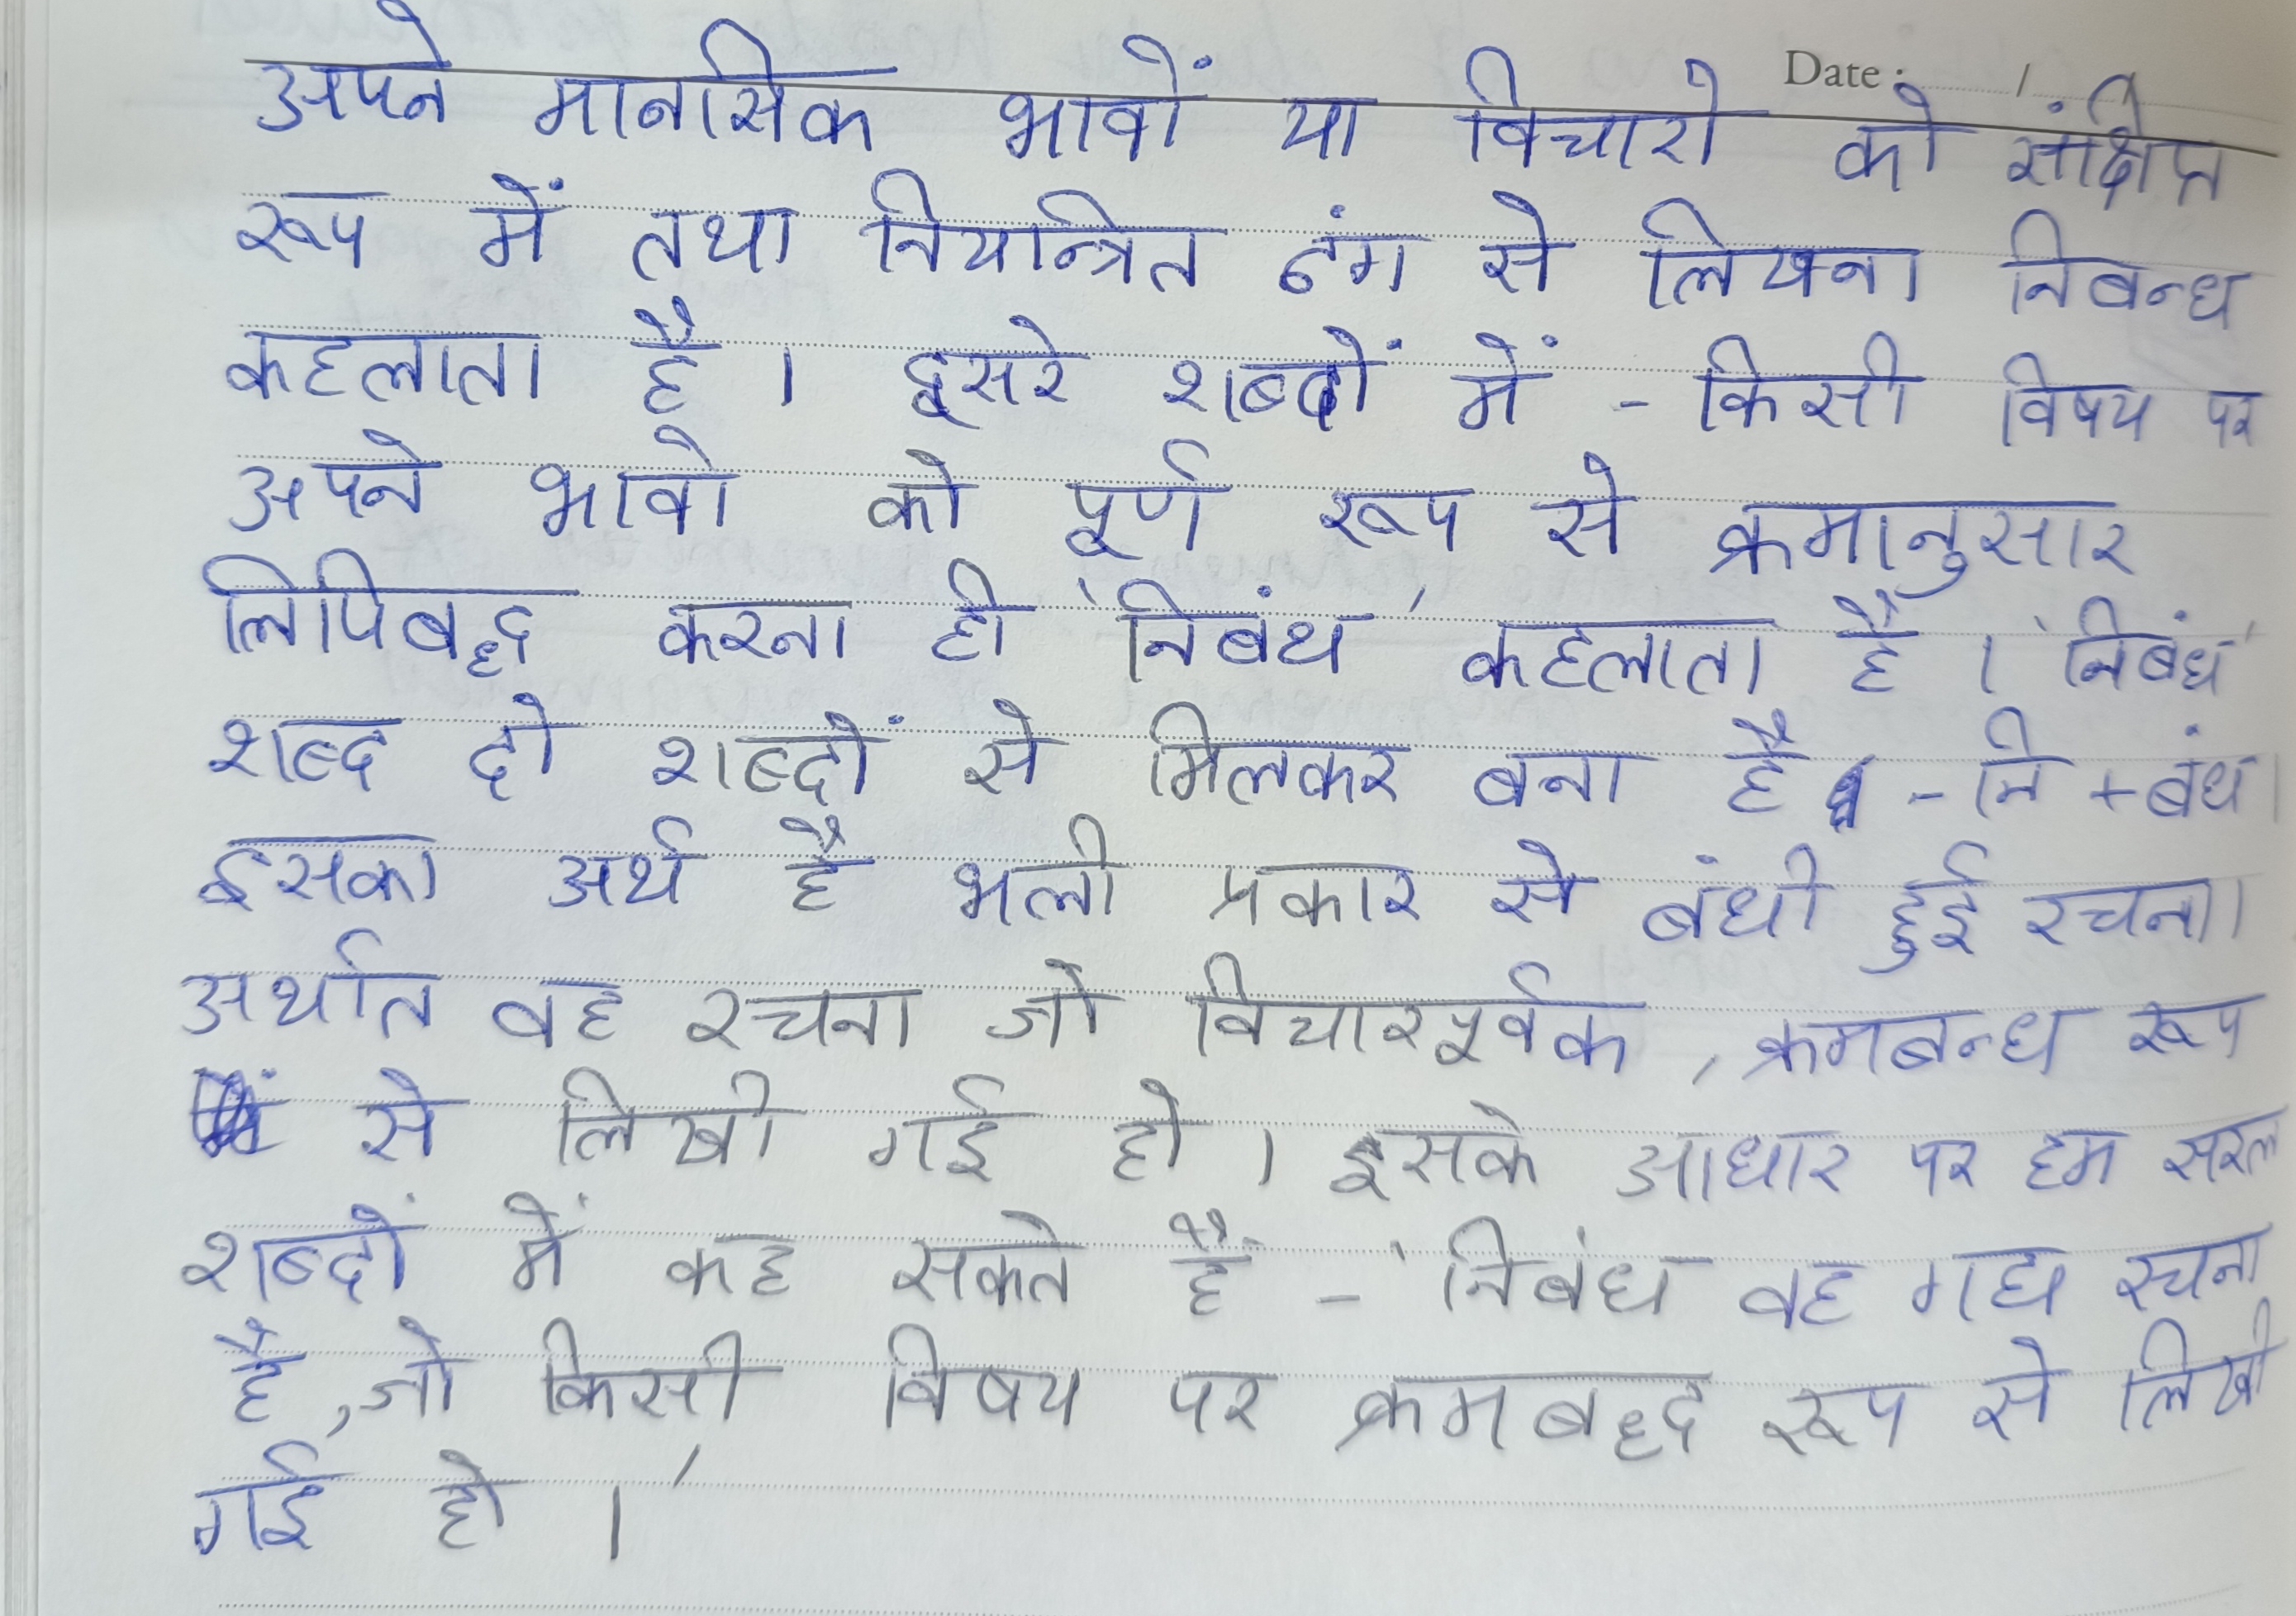 Date : /
अपने मानसिक भावों या विचारो को संक्षिप्त
रूप में तथा नियान्त्रित ढंग से लिखना निबन्ध
कहलाता है । दूसरे शब्दों में - किसी विषय पर
अपने भावो को पूर्ण रूप से क्रमानुसार
लिपिबद्ध करना ही 'निबंध' कहलाता है । 'निबंध'
शब्द दो शब्दों से मिलकर बना है - नि + बंध।
इसका अर्थ है भली प्रकार से बंधी हुई रचना।
अर्थात वह रचना जो विचारपूर्वक , क्रमबन्ध रूप
से लिखी गई हो । इसके आधार पर हम सरल
शब्दों में कह सकते हैं - 'निबंध वह गद्य रचना
है, जो किसी विषय पर क्रमबद्ध रूप से लिखी
गई हो ।'